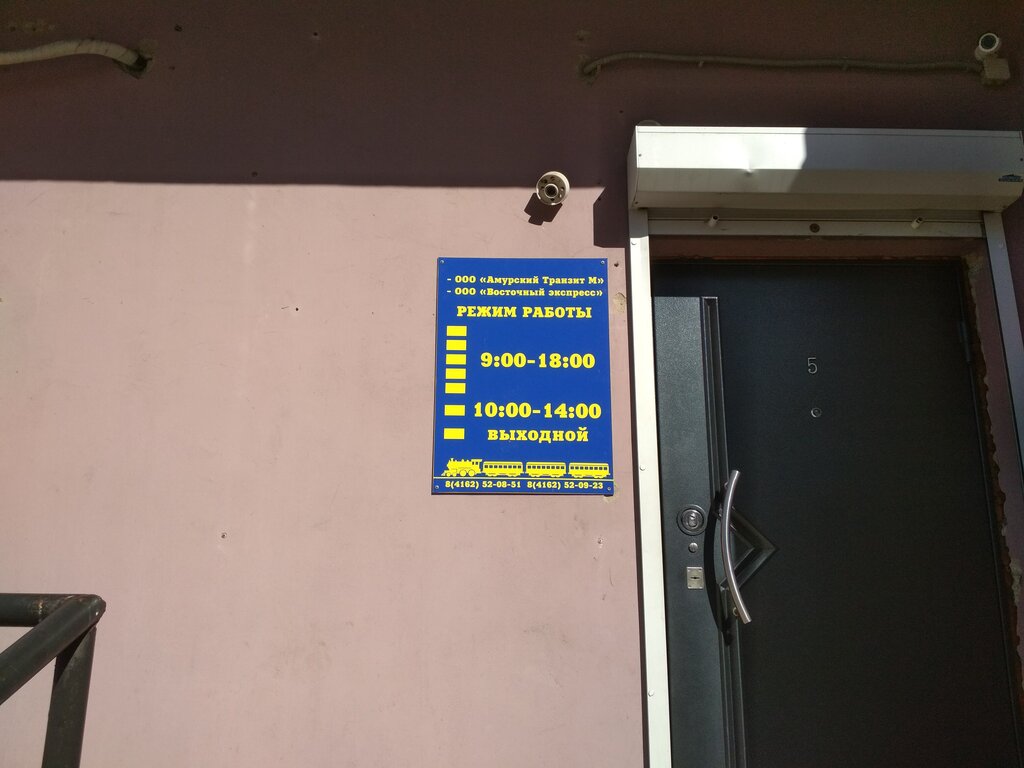 - ООО «Амурский Транзит М»
- ООО «Восточный экспресс»
РЕЖИМ РАБОТЫ
9:00-18:00
10:00-14:00
ВЫХОДНОЙ
8(4162) 52-08-51 8(4162) 52-09-23
5